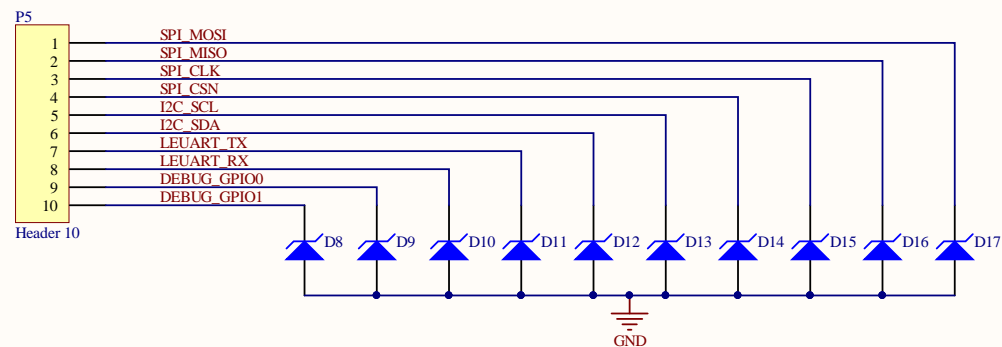 P5
1 SPI_MOSI
2 SPI_MISO
3 SPI_CLK
4 SPI_CSN
5 I2C_SCL
6 I2C_SDA
7 LEUART_TX
8 LEUART_RX
9 DEBUG_GPIO0
10 DEBUG_GPIO1
Header 10
D8 D9 D10 D11 D12 D13 D14 D15 D16 D17
GND